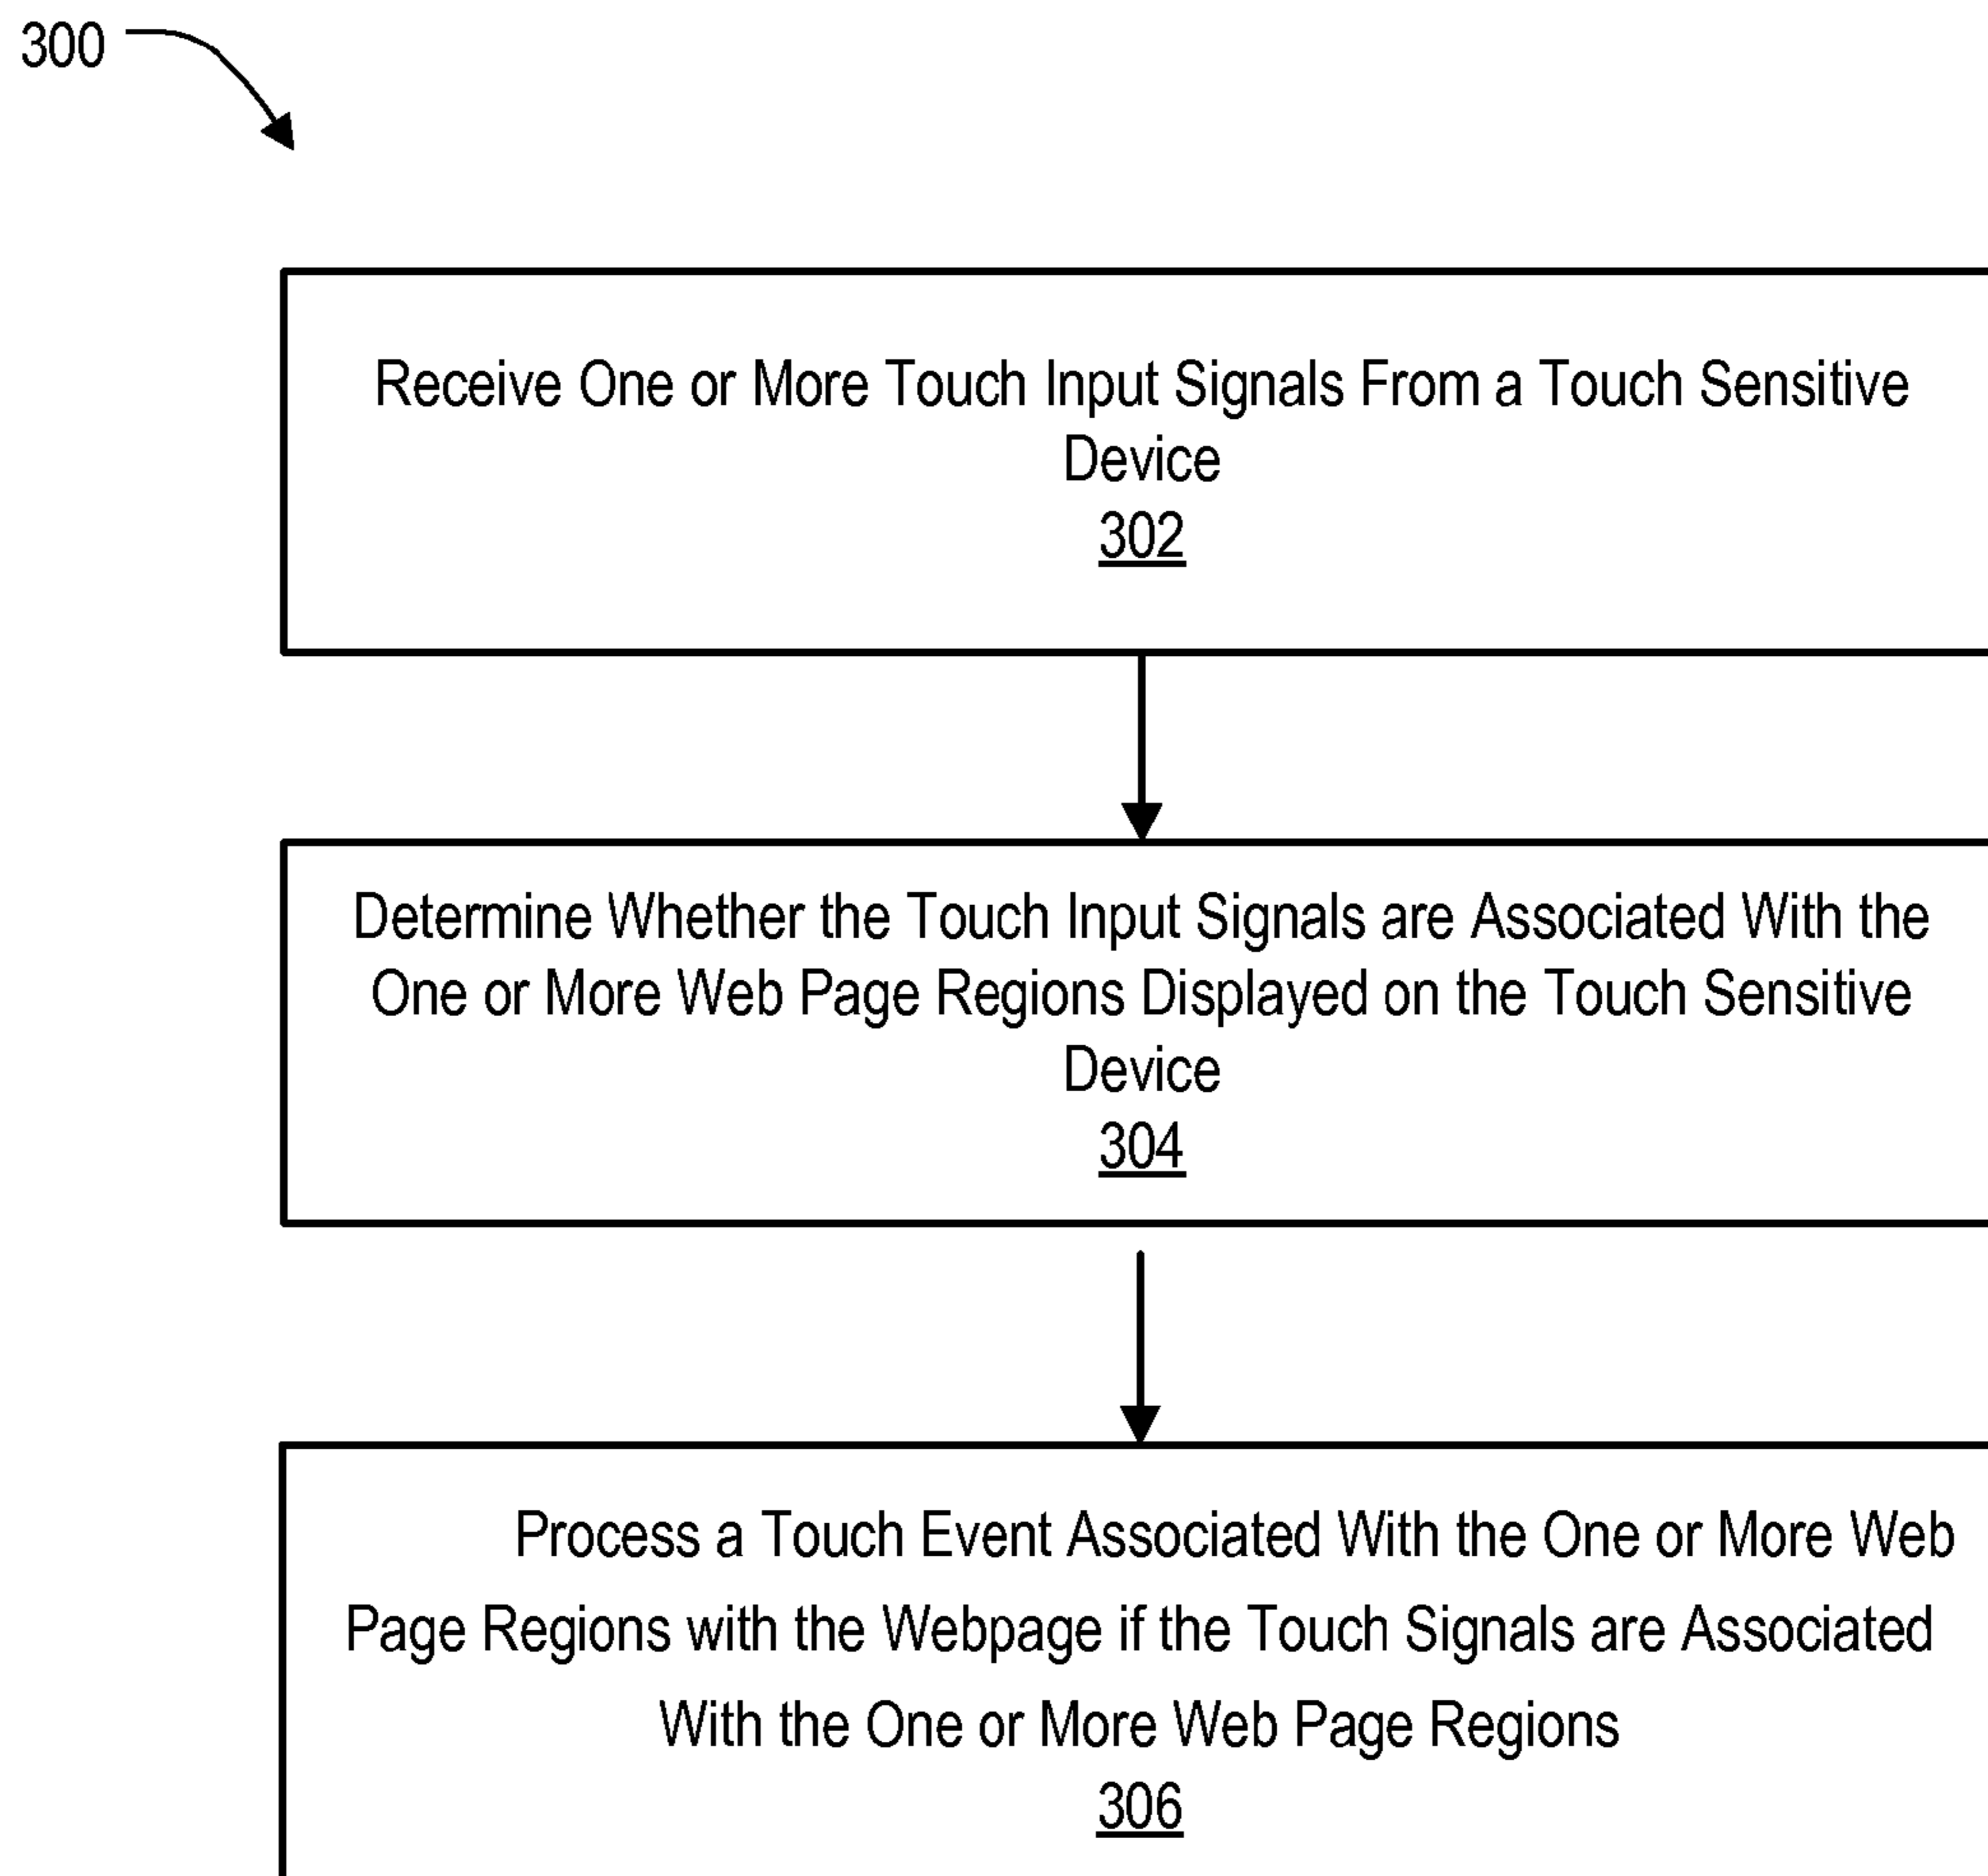 300
Receive One or More Touch Input Signals From a Touch Sensitive
Device
302
Determine Whether the Touch Input Signals are Associated With the
One or More Web Page Regions Displayed on the Touch Sensitive
Device
304
Process a Touch Event Associated With the One or More Web
Page Regions with the Webpage if the Touch Signals are Associated
With the One or More Web Page Regions
306